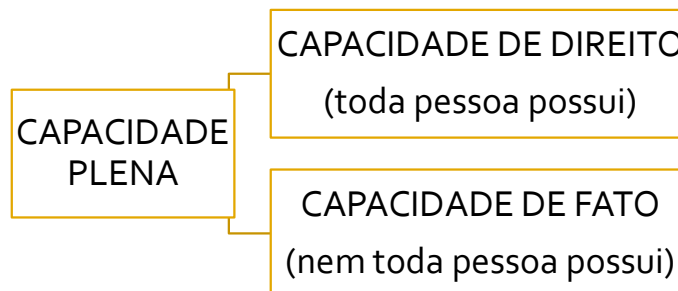 CAPACIDADE
PLENA
CAPACIDADE DE DIREITO
(toda pessoa possui)
CAPACIDADE DE FATO
(nem toda pessoa possui)